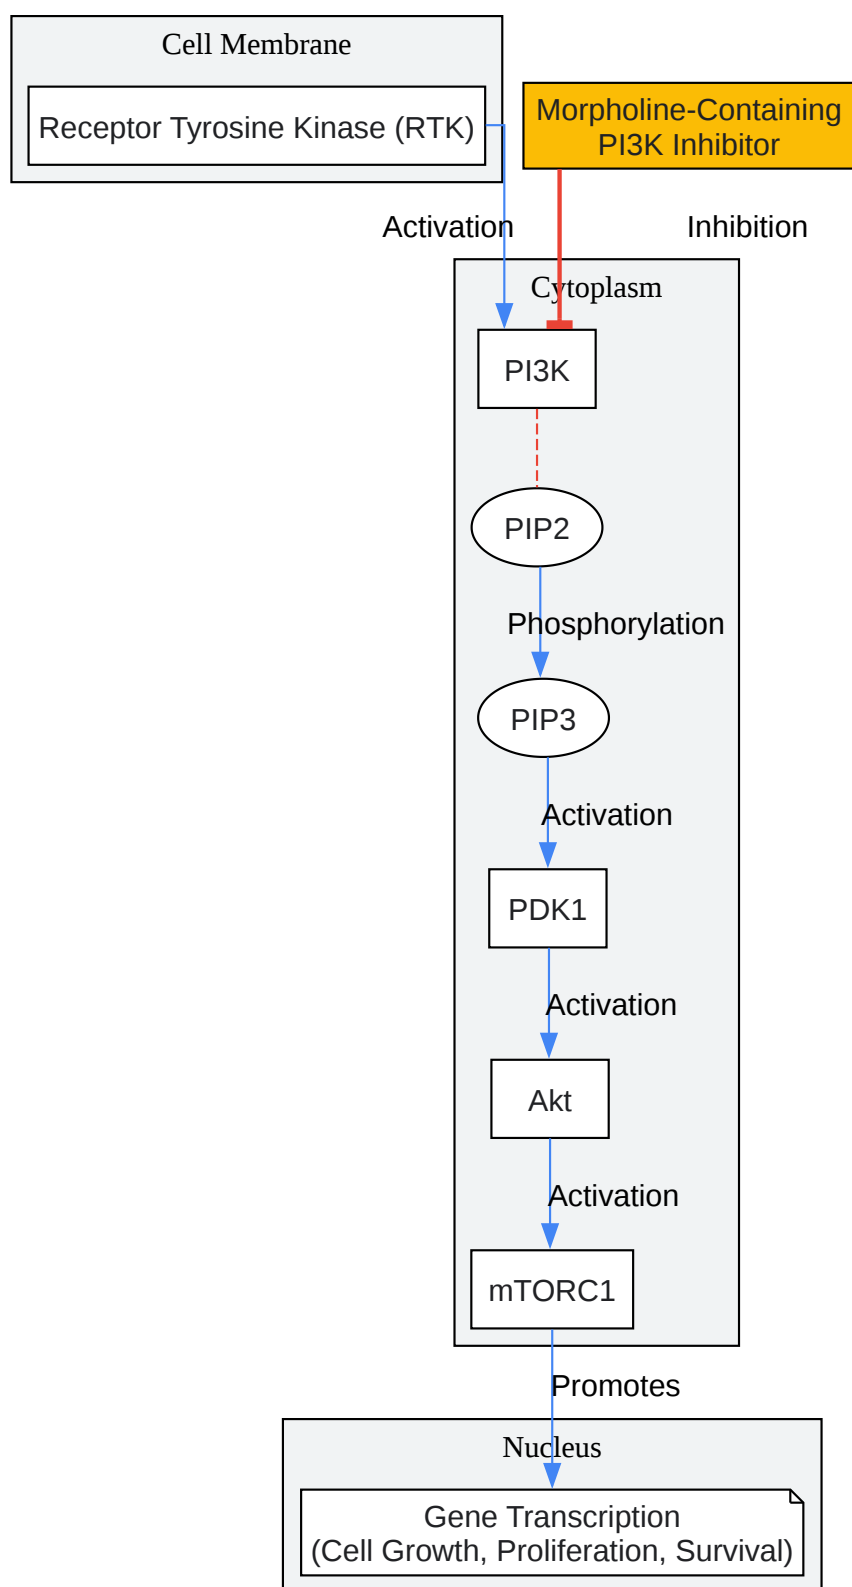 Cell Membrane
Receptor Tyrosine Kinase (RTK)
Morpholine-Containing
PI3K Inhibitor
Activation
Inhibition
Cytoplasm
PI3K
PIP2
Phosphorylation
PIP3
Activation
PDK1
Activation
Akt
Activation
mTORC1
Promotes
Nucleus
Gene Transcription
(Cell Growth, Proliferation, Survival)